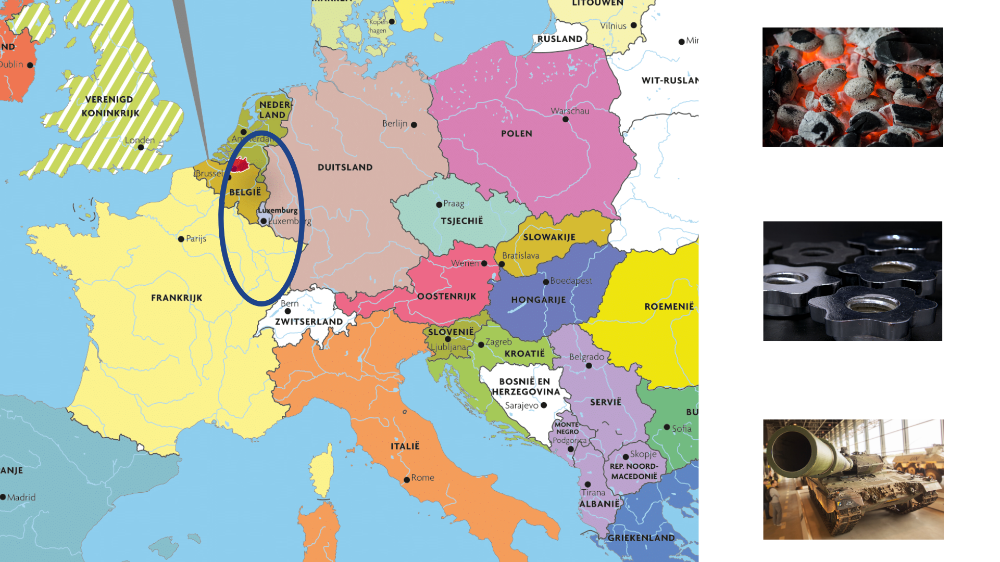 LITOUWEN
Vilnius
Kopen-
hagen
RUSLAND
Min
ND
Dublin
WIT-RUSLAN
VERENIGD
KONINKRIJK
Londen
NEDER-
LAND
Amsterdam
Berlijn
Warschau
POLEN
DUITSLAND
Brussel
BELGIË
Luxemburg
Luxemburg
Praag
TSJECHIË
Parijs
SLOWAKIJE
Bratislava
Wenen
Boedapest
FRANKRIJK
OOSTENRIJK
HONGARIJE
ROEMENIË
Bern
ZWITSERLAND
SLOVENIË
Ljubljana
Zagreb
KROATIË
Belgrado
BOSNIË EN
HERZEGOVINA
Sarajevo
SERVIË
BU
MONTE-
NEGRO
Podgorica
Sofia
ITALIË
Skopje
REP. NOORD-
MACEDONIË
ANJE
Rome
Madrid
Tirana
ALBANIË
GRIEKENLAND